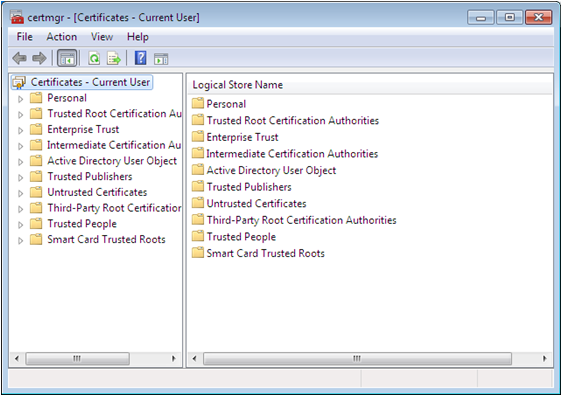 certmgr - [Certificates - Current User]
File Action View Help
Certificates - Current User
Personal
Trusted Root Certification Au
Enterprise Trust
Intermediate Certification Au
Active Directory User Object
Trusted Publishers
Untrusted Certificates
Third-Party Root Certification
Trusted People
Smart Card Trusted Roots
Logical Store Name
Personal
Trusted Root Certification Authorities
Enterprise Trust
Intermediate Certification Authorities
Active Directory User Object
Trusted Publishers
Untrusted Certificates
Third-Party Root Certification Authorities
Trusted People
Smart Card Trusted Roots